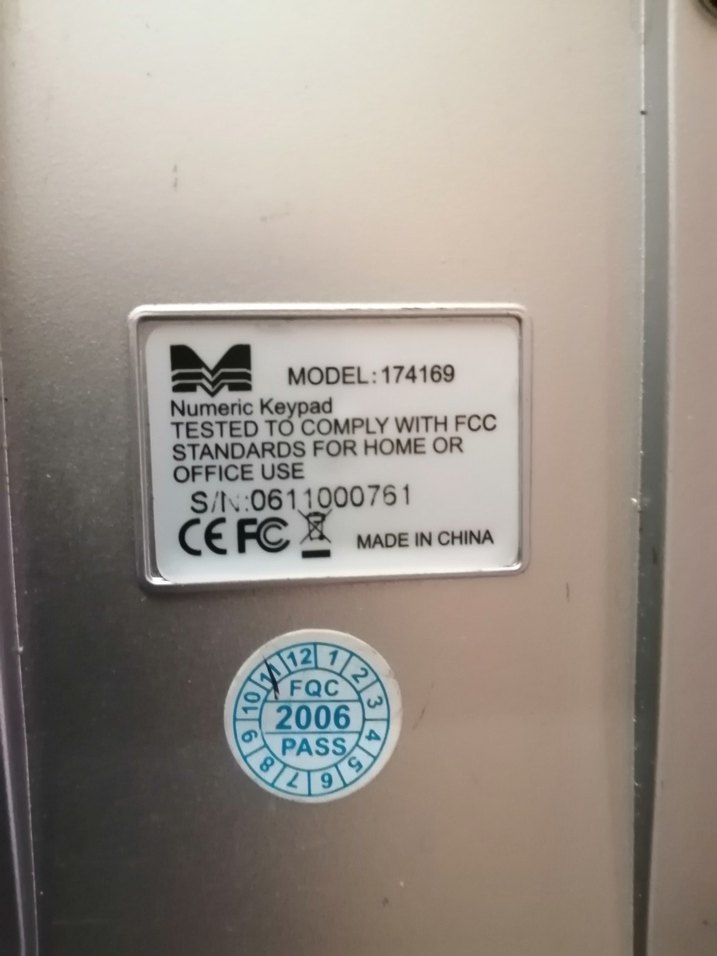 M
MODEL:174169
Numeric Keypad
TESTED TO COMPLY WITH FCC
STANDARDS FOR HOME OR
OFFICE USE
S/N:0611000761
CE FC MADE IN CHINA
12 1 2 3 4 5 6 7 8 9 10 11
FQC
2006
PASS